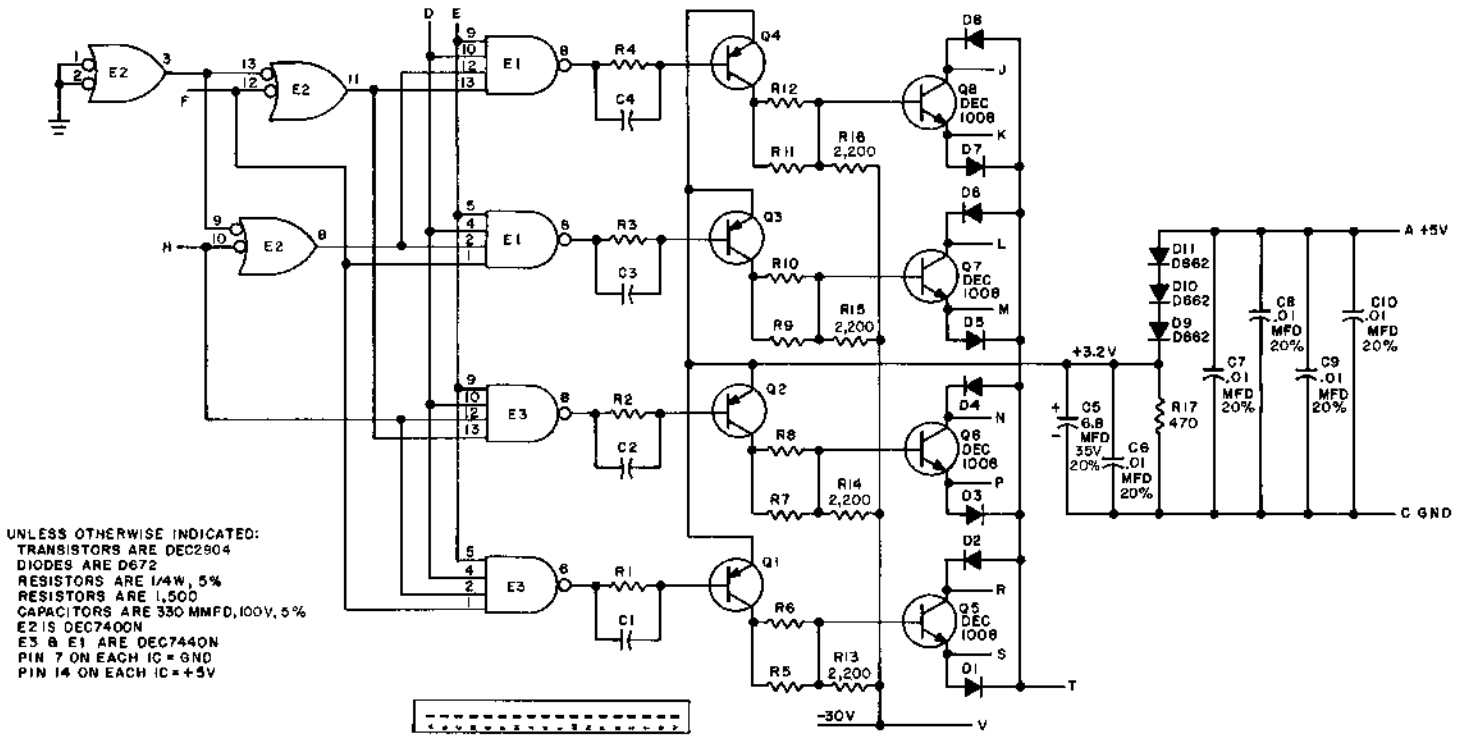 D E
D8
Q4
9
10
12
13
E1
8
R4
C4
J
1
2
E2
3
13
12
E2
11
F
R12
Q8
DEC
1008
K
R11
R18
2,200
D7
5
4
2
1
E1
6
R3
C3
Q3
D6
L
9
10
E2
8
H
R10
Q7
DEC
1008
M
R9
R15
2,200
D5
A +5V
D11
D662
D10
D662
D9
D662
C8
.01
MFD
20%
C10
.01
MFD
20%
+3.2V
C7
.01
MFD
20%
C9
.01
MFD
20%
9
10
12
13
E3
8
R2
C2
Q2
D4
N
+
-
C5
6.8
MFD
35V
20%
C6
.01
MFD
20%
R17
470
R8
Q6
DEC
1008
P
R7
R14
2,200
D3
C GND
UNLESS OTHERWISE INDICATED:
TRANSISTORS ARE DEC2904
DIODES ARE D672
RESISTORS ARE 1/4W, 5%
RESISTORS ARE 1,500
CAPACITORS ARE 330 MMFD, 100V, 5%
E2 IS DEC7400N
E3 & E1 ARE DEC7440N
PIN 7 ON EACH IC = GND
PIN 14 ON EACH IC = +5V
5
4
2
1
E3
6
R1
C1
Q1
D2
R
R6
Q5
DEC
1008
S
R5
R13
2,200
D1
T
-30V
V